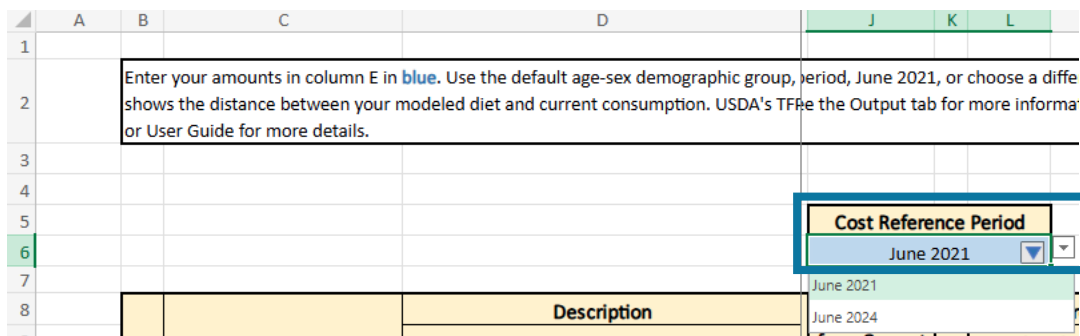 A B C D J K L
1
Enter your amounts in column E in blue. Use the default age-sex demographic group, period, June 2021, or choose a diffe
2 shows the distance between your modeled diet and current consumption. USDA's TF e the Output tab for more informa
or User Guide for more details.
3
4
5 Cost Reference Period
6 June 2021
7 June 2021
8 Description June 2024